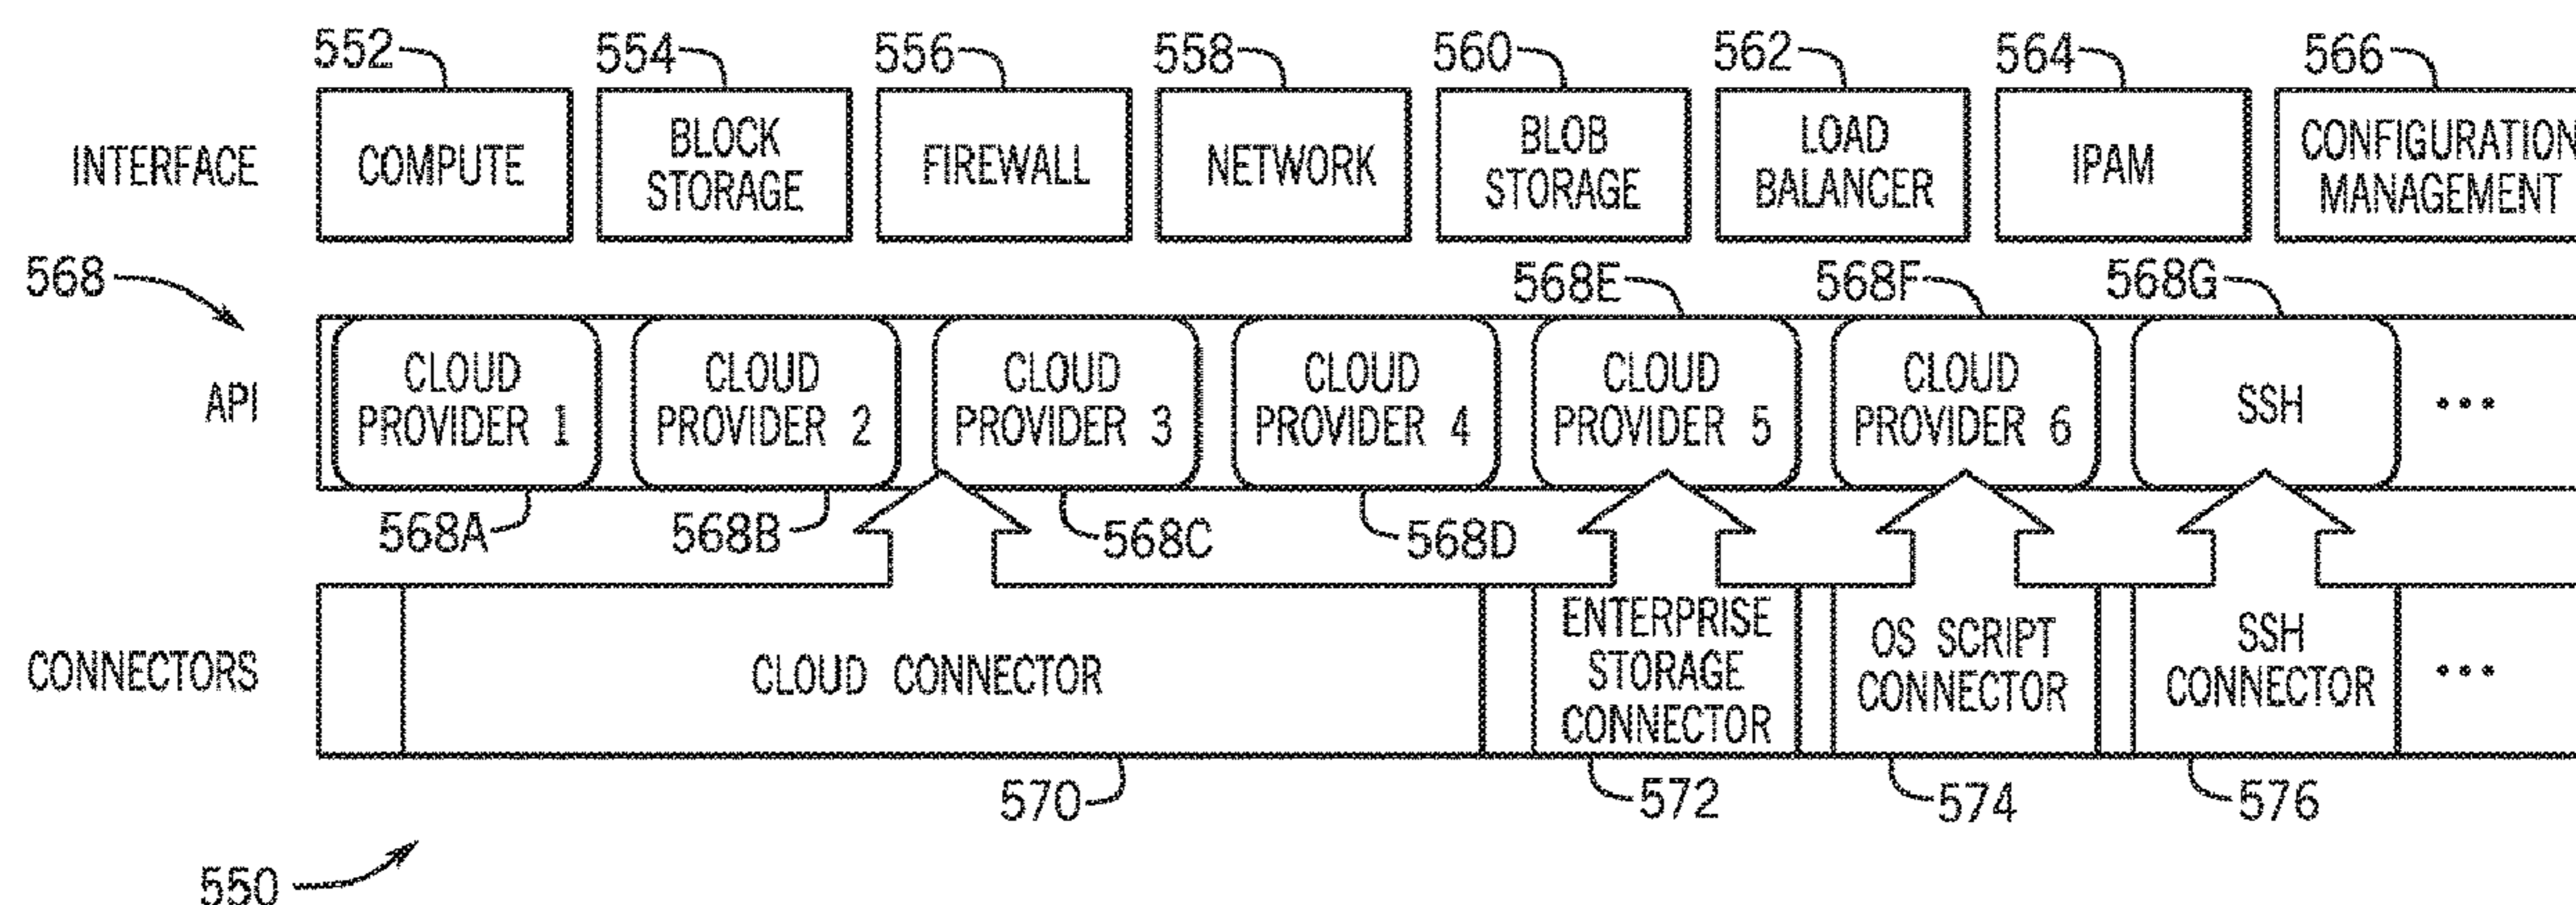 552 554 556 558 560 562 564 566
INTERFACE
COMPUTE
BLOCK
STORAGE
FIREWALL
NETWORK
BLOB
STORAGE
LOAD
BALANCER
IPAM
CONFIGURATION
MANAGEMENT
568
568E 568F 568G
API
CLOUD
PROVIDER 1
CLOUD
PROVIDER 2
CLOUD
PROVIDER 3
CLOUD
PROVIDER 4
CLOUD
PROVIDER 5
CLOUD
PROVIDER 6
SSH
...
568A 568B 568C 568D
CONNECTORS
CLOUD CONNECTOR
ENTERPRISE
STORAGE
CONNECTOR
OS SCRIPT
CONNECTOR
SSH
CONNECTOR
...
570 572 574 576
550